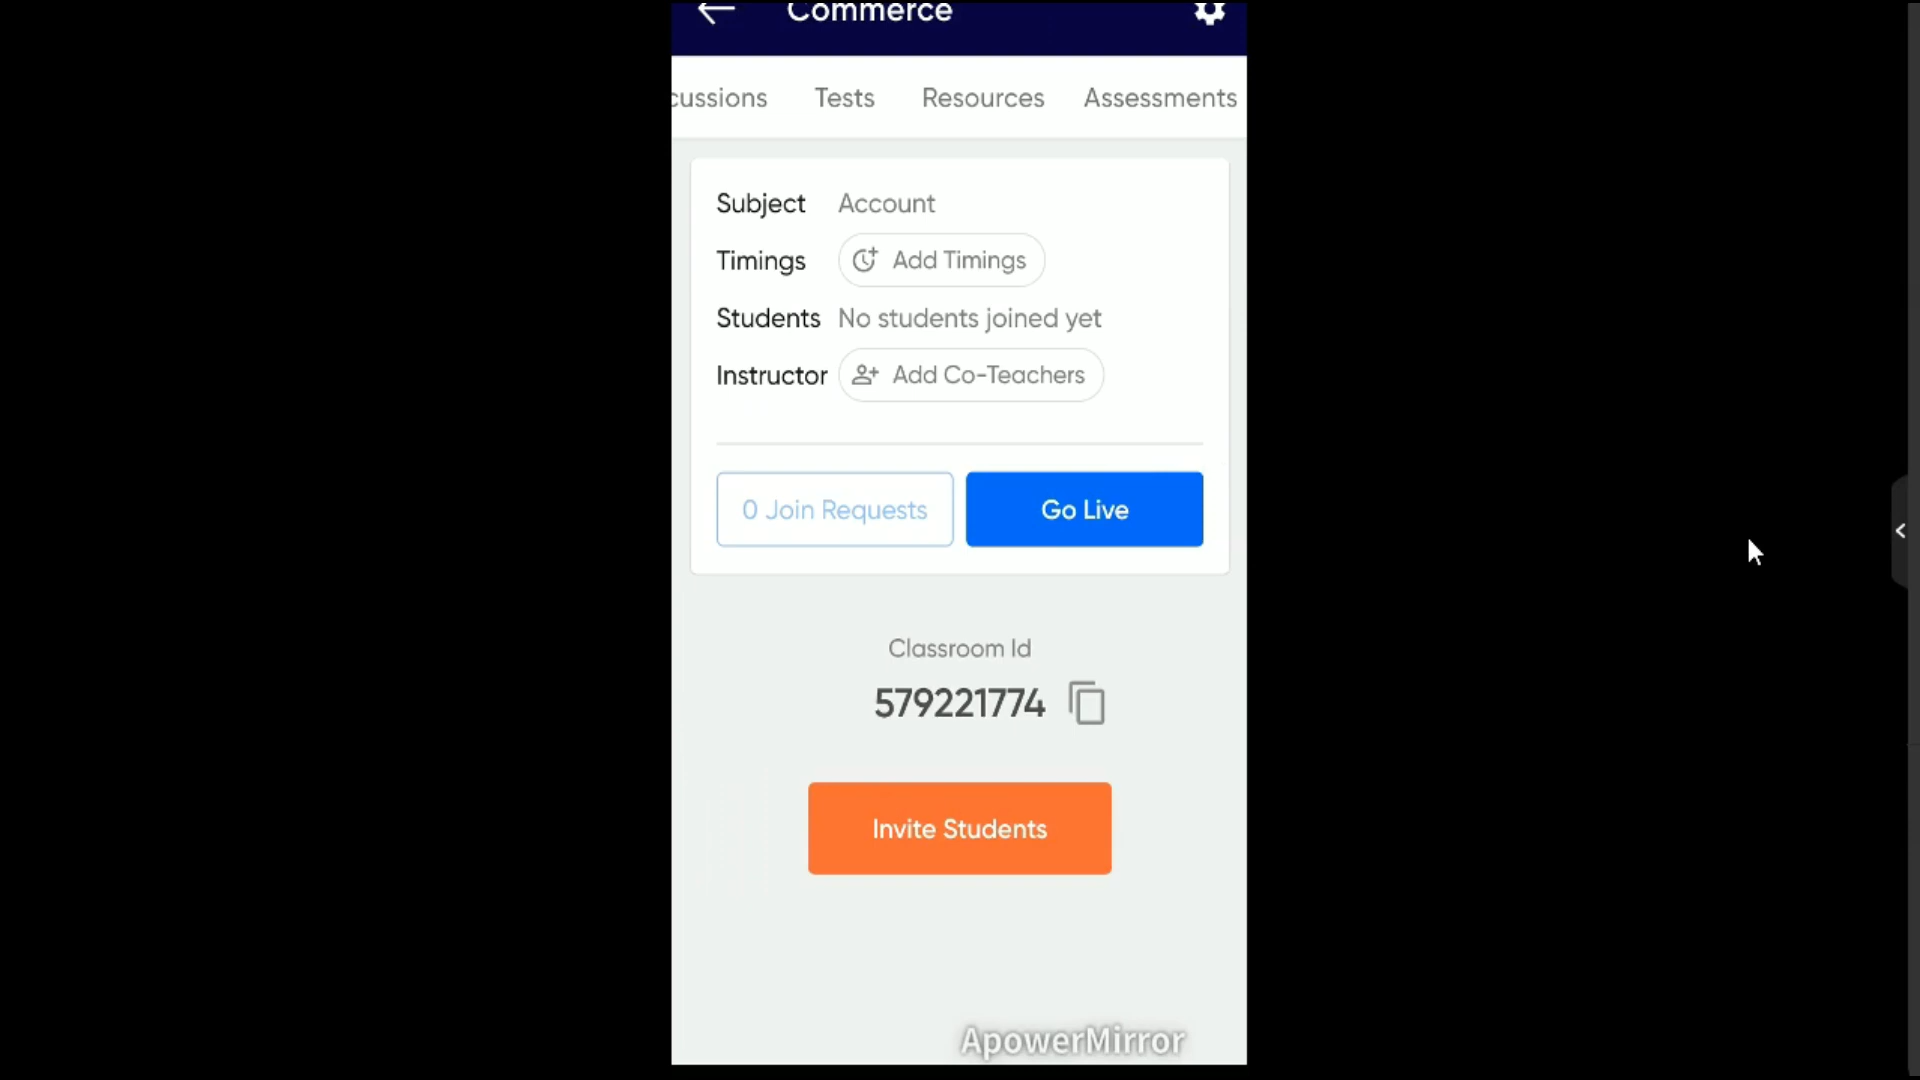 Commerce
cussions Tests Resources Assessments
Subject Account
Timings Add Timings
Students No students joined yet
Instructor Add Co-Teachers
0 Join Requests Go Live
Classroom Id
579221774
Invite Students
ApowerMirror